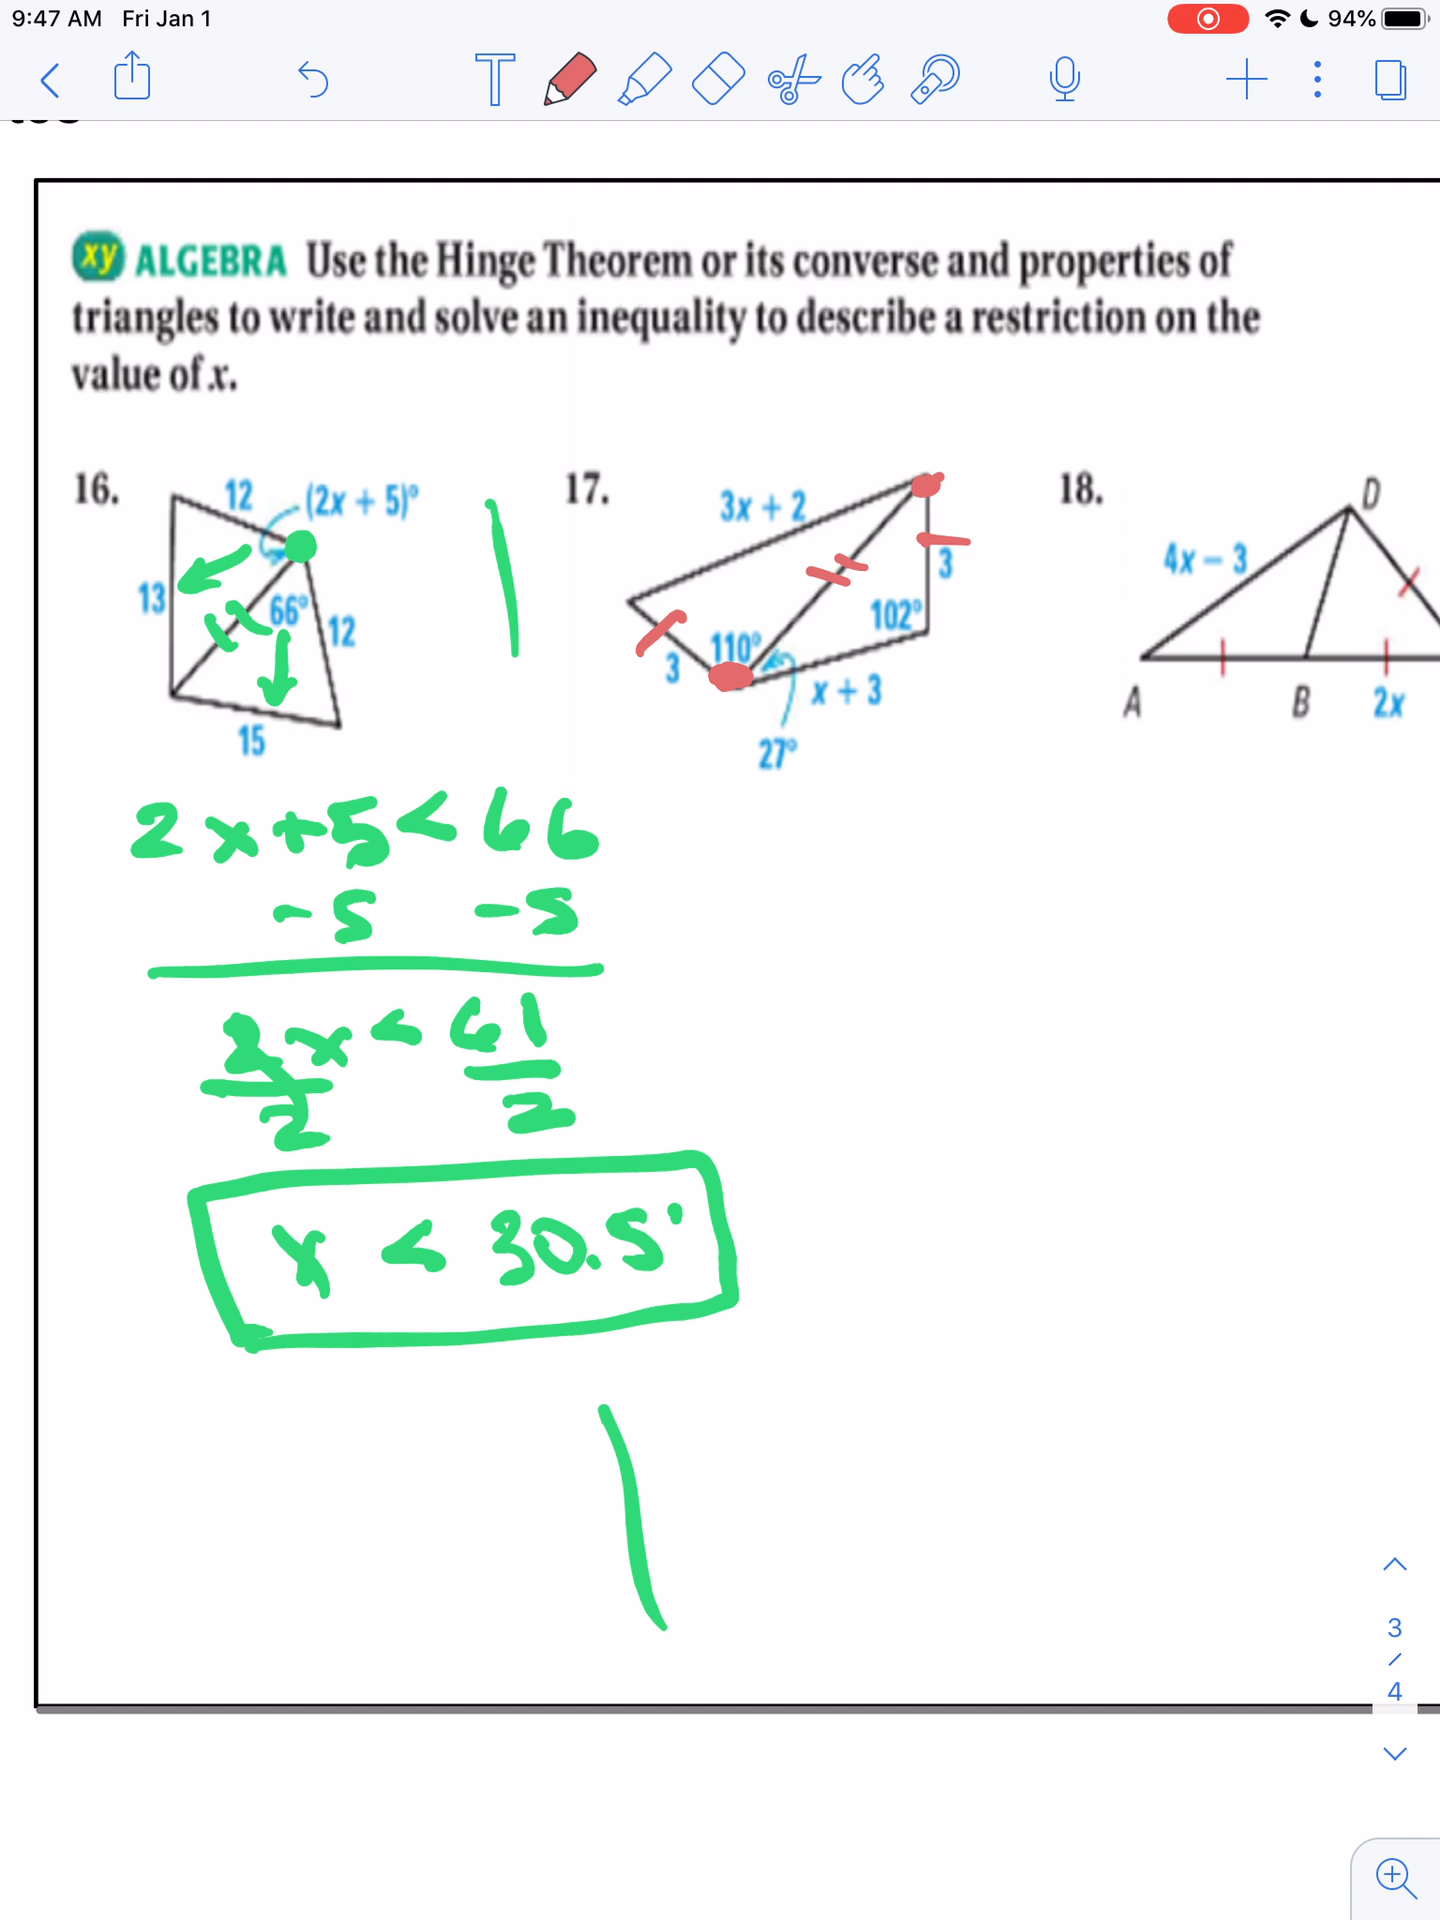 9:47 AM Fri Jan 1
94%
T
xy ALGEBRA Use the Hinge Theorem or its converse and properties of
triangles to write and solve an inequality to describe a restriction on the
value of x.
16.
12
(2x + 5)°
13
66°
12
15
17.
3x + 2
3
102°
110°
3
x + 3
27°
18.
D
4x – 3
A
B
2x
2x+5<66
-5 -5
2x<61
2 2
x < 30.5
3
/
4